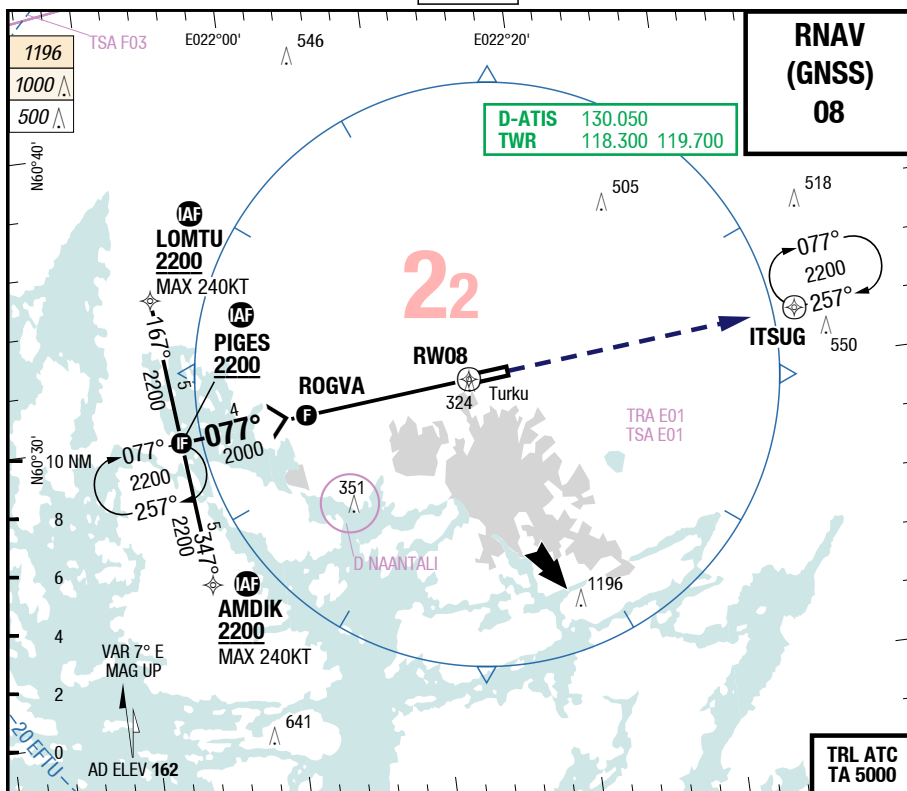 TSA F03
E022°00'
546
E022°20'
RNAV
(GNSS)
08
1196
1000
500
D-ATIS 130.050
TWR 118.300 119.700
N60°40'
505
518
IAF
LOMTU
2200
MAX 240KT
077°
2200
257°
ITSUG
550
22
IAF
PIGES
2200
167°
5
2200
ROGVA
RW08
324
Turku
F
4
077°
2000
IF
TRA E01
TSA E01
N60°30'
10 NM
077°
2200
257°
351
D NAANTALI
5
347°
2200
8
6
IAF
AMDIK
2200
MAX 240KT
1196
4
VAR 7° E
MAG UP
2
641
20 EFTU
0
AD ELEV 162
TRL ATC
TA 5000